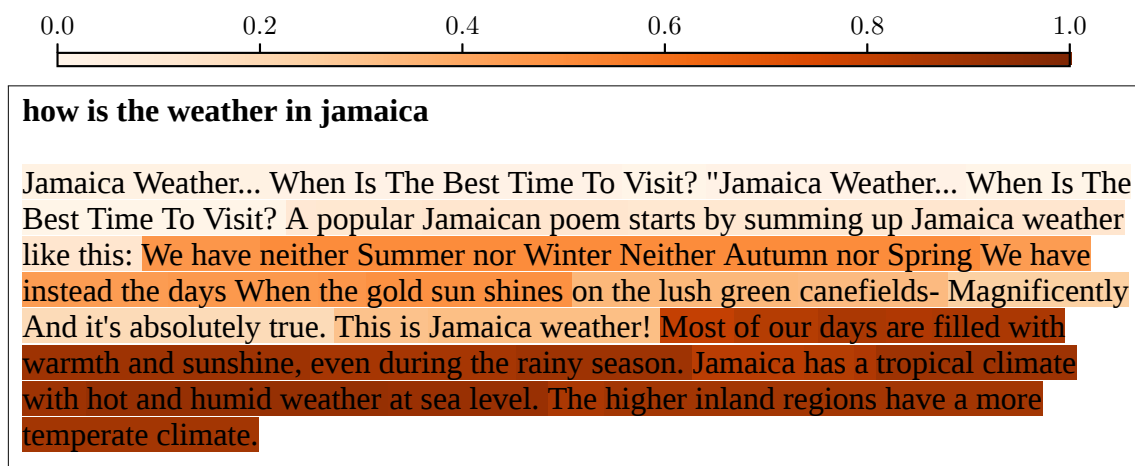 0.0 0.2 0.4 0.6 0.8 1.0
how is the weather in jamaica
Jamaica Weather... When Is The Best Time To Visit? "Jamaica Weather... When Is The
Best Time To Visit? A popular Jamaican poem starts by summing up Jamaica weather
like this: We have neither Summer nor Winter Neither Autumn nor Spring We have
instead the days When the gold sun shines on the lush green canefields- Magnificently
And it's absolutely true. This is Jamaica weather! Most of our days are filled with
warmth and sunshine, even during the rainy season. Jamaica has a tropical climate
with hot and humid weather at sea level. The higher inland regions have a more
temperate climate.